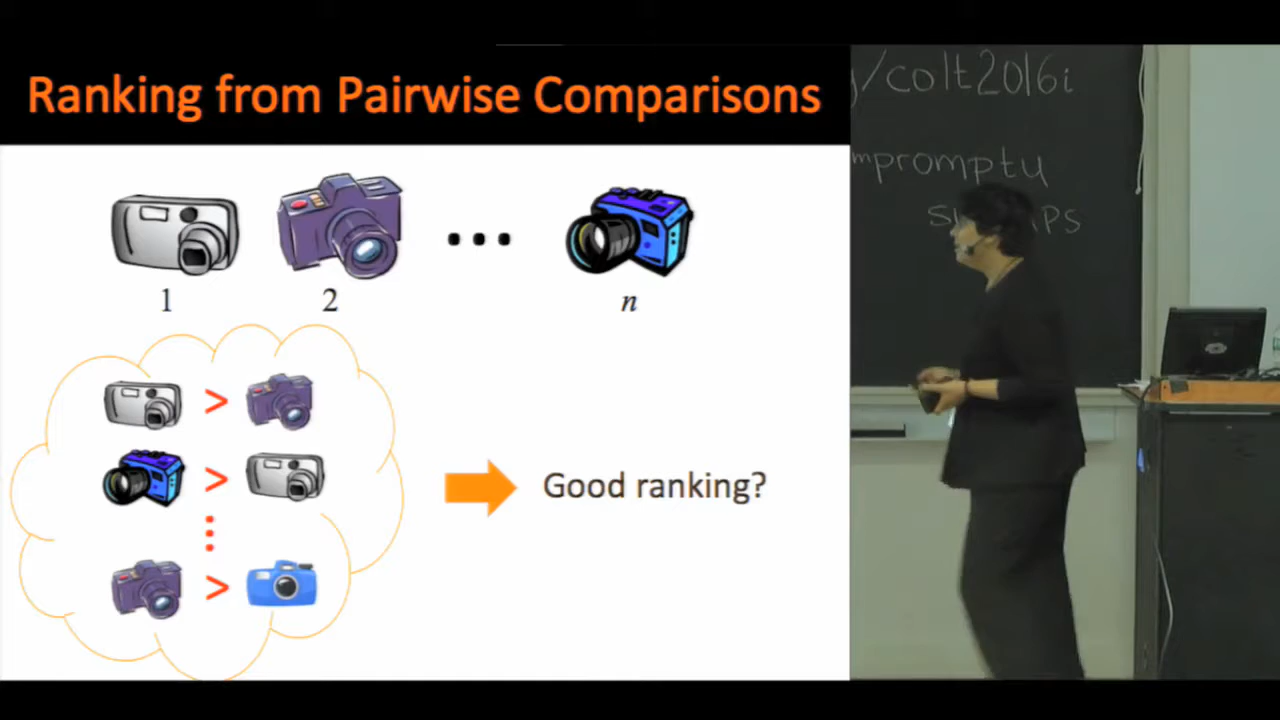 Ranking from Pairwise Comparisons
1 2 ... n
>
>
⋮
>
Good ranking?
/colt2016i
mpromptu